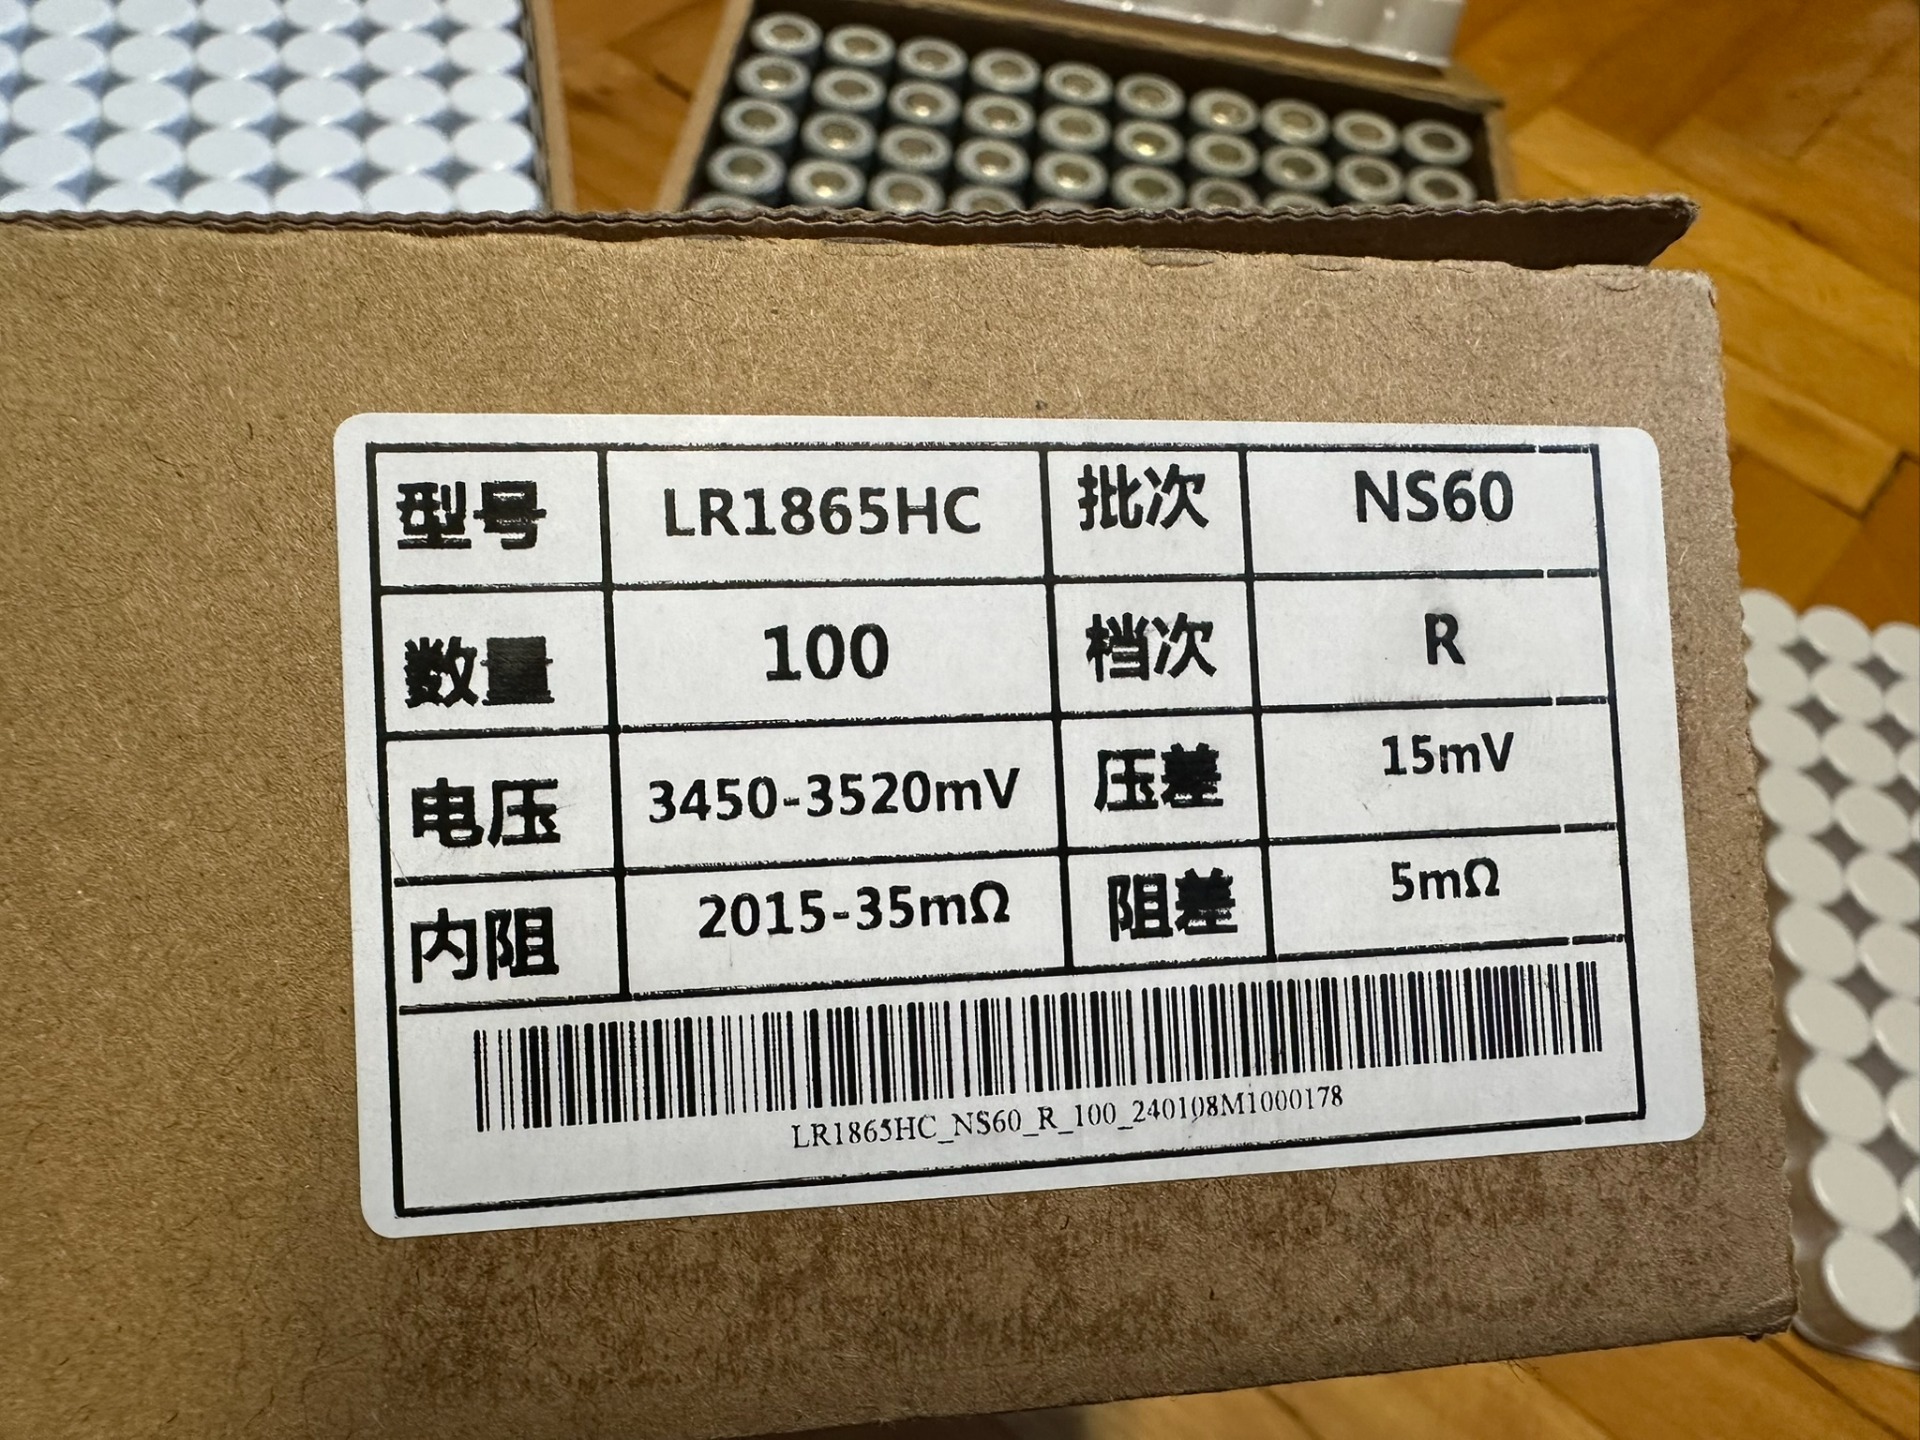 型号 LR1865HC 批次 NS60
数量 100 档次 R
电压 3450-3520mV 压差 15mV
内阻 2015-35mΩ 阻差 5mΩ
LR1865HC_NS60_R_100_240108M1000178